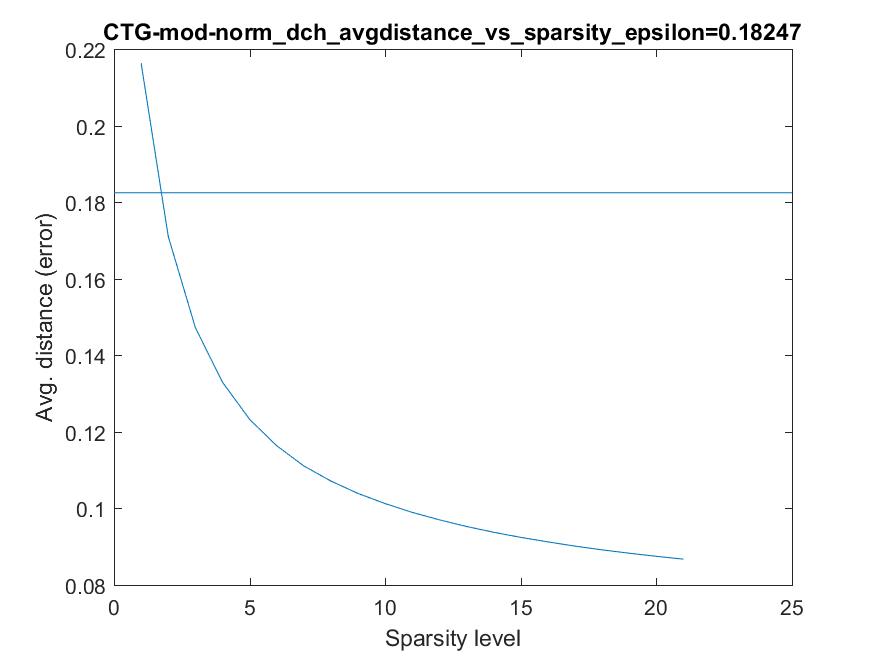 CTG-mod-norm_dch_avgdistance_vs_sparsity_epsilon=0.18247
0.22
0.2
0.18
0.16
0.14
0.12
0.1
0.08
Avg. distance (error)
0 5 10 15 20 25
Sparsity level